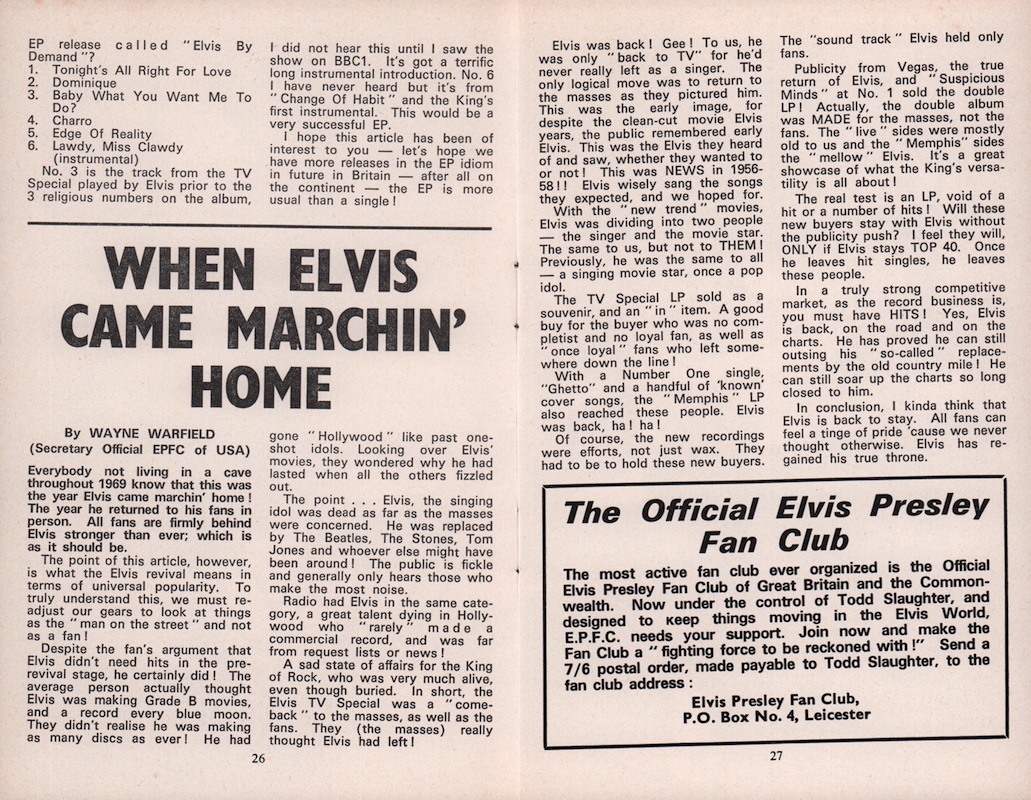 EP release called "Elvis By
Demand"?
1. Tonight's All Right For Love
2. Dominique
3. Baby What You Want Me To
Do?
4. Charro
5. Edge Of Reality
6. Lawdy, Miss Clawdy
(instrumental)
No. 3 is the track from the TV
Special played by Elvis prior to the
3 religious numbers on the album,
I did not hear this until I saw the
show on BBC1. It's got a terrific
long instrumental introduction. No. 6
I have never heard but it's from
"Change Of Habit" and the King's
first instrumental. This would be a
very successful EP.
I hope this article has been of
interest to you — let's hope we
have more releases in the EP idiom
in future in Britain — after all on
the continent — the EP is more
usual than a single!
WHEN ELVIS
CAME MARCHIN'
HOME
By WAYNE WARFIELD
(Secretary Official EPFC of USA)
Everybody not living in a cave
throughout 1969 know that this was
the year Elvis came marchin' home!
The year he returned to his fans in
person. All fans are firmly behind
Elvis stronger than ever; which is
as it should be.
The point of this article, however,
is what the Elvis revival means in
terms of universal popularity. To
truly understand this, we must re-
adjust our gears to look at things
as the "man on the street" and not
as a fan!
Despite the fan's argument that
Elvis didn't need hits in the pre-
revival stage, he certainly did! The
average person actually thought
Elvis was making Grade B movies,
and a record every blue moon.
They didn't realise he was making
as many discs as ever! He had
gone "Hollywood" like past one-
shot idols. Looking over Elvis'
movies, they wondered why he had
lasted when all the others fizzled
out.
The point . . . Elvis, the singing
idol was dead as far as the masses
were concerned. He was replaced
by The Beatles, The Stones, Tom
Jones and whoever else might have
been around! The public is fickle
and generally only hears those who
make the most noise.
Radio had Elvis in the same cate-
gory, a great talent dying in Holly-
wood who "rarely" made a
commercial record, and was far
from request lists or news!
A sad state of affairs for the King
of Rock, who was very much alive,
even though buried. In short, the
Elvis TV Special was a "come-
back" to the masses, as well as the
fans. They (the masses) really
thought Elvis had left!
26
Elvis was back! Gee! To us, he
was only "back to TV" for he'd
never really left as a singer. The
only logical move was to return to
the masses as they pictured him.
This was the early image, for
despite the clean-cut movie Elvis
years, the public remembered early
Elvis. This was the Elvis they heard
of and saw, whether they wanted to
or not! This was NEWS in 1956-
58!! Elvis wisely sang the songs
they expected, and we hoped for.
With the "new trend" movies,
Elvis was dividing into two people
— the singer and the movie star.
The same to us, but not to THEM!
Previously, he was the same to all
— a singing movie star, once a pop
idol.
The TV Special LP sold as a
souvenir, and an "in" item. A good
buy for the buyer who was no com-
pletist and no loyal fan, as well as
"once loyal" fans who left some-
where down the line!
With a Number One single,
"Ghetto" and a handful of 'known'
cover songs, the "Memphis" LP
also reached these people. Elvis
was back, ha! ha!
Of course, the new recordings
were efforts, not just wax. They
had to be to hold these new buyers.
The "sound track" Elvis held only
fans.
Publicity from Vegas, the true
return of Elvis, and "Suspicious
Minds" at No. 1 sold the double
LP! Actually, the double album
was MADE for the masses, not the
fans. The "live" sides were mostly
old to us and the "Memphis" sides
the "mellow" Elvis. It's a great
showcase of what the King's versa-
tility is all about!
The real test is an LP, void of a
hit or a number of hits! Will these
new buyers stay with Elvis without
the publicity push? I feel they will,
ONLY if Elvis stays TOP 40. Once
he leaves hit singles, he leaves
these people.
In a truly strong competitive
market, as the record business is,
you must have HITS! Yes, Elvis
is back, on the road and on the
charts. He has proved he can still
outsing his "so-called" replace-
ments by the old country mile! He
can still soar up the charts so long
closed to him.
In conclusion, I kinda think that
Elvis is back to stay. All fans can
feel a tinge of pride 'cause we never
thought otherwise. Elvis has re-
gained his true throne.
The Official Elvis Presley
Fan Club
The most active fan club ever organized is the Official
Elvis Presley Fan Club of Great Britain and the Common-
wealth. Now under the control of Todd Slaughter, and
designed to keep things moving in the Elvis World,
E.P.F.C. needs your support. Join now and make the
Fan Club a "fighting force to be reckoned with!" Send a
7/6 postal order, made payable to Todd Slaughter, to the
fan club address:
Elvis Presley Fan Club,
P.O. Box No. 4, Leicester
27